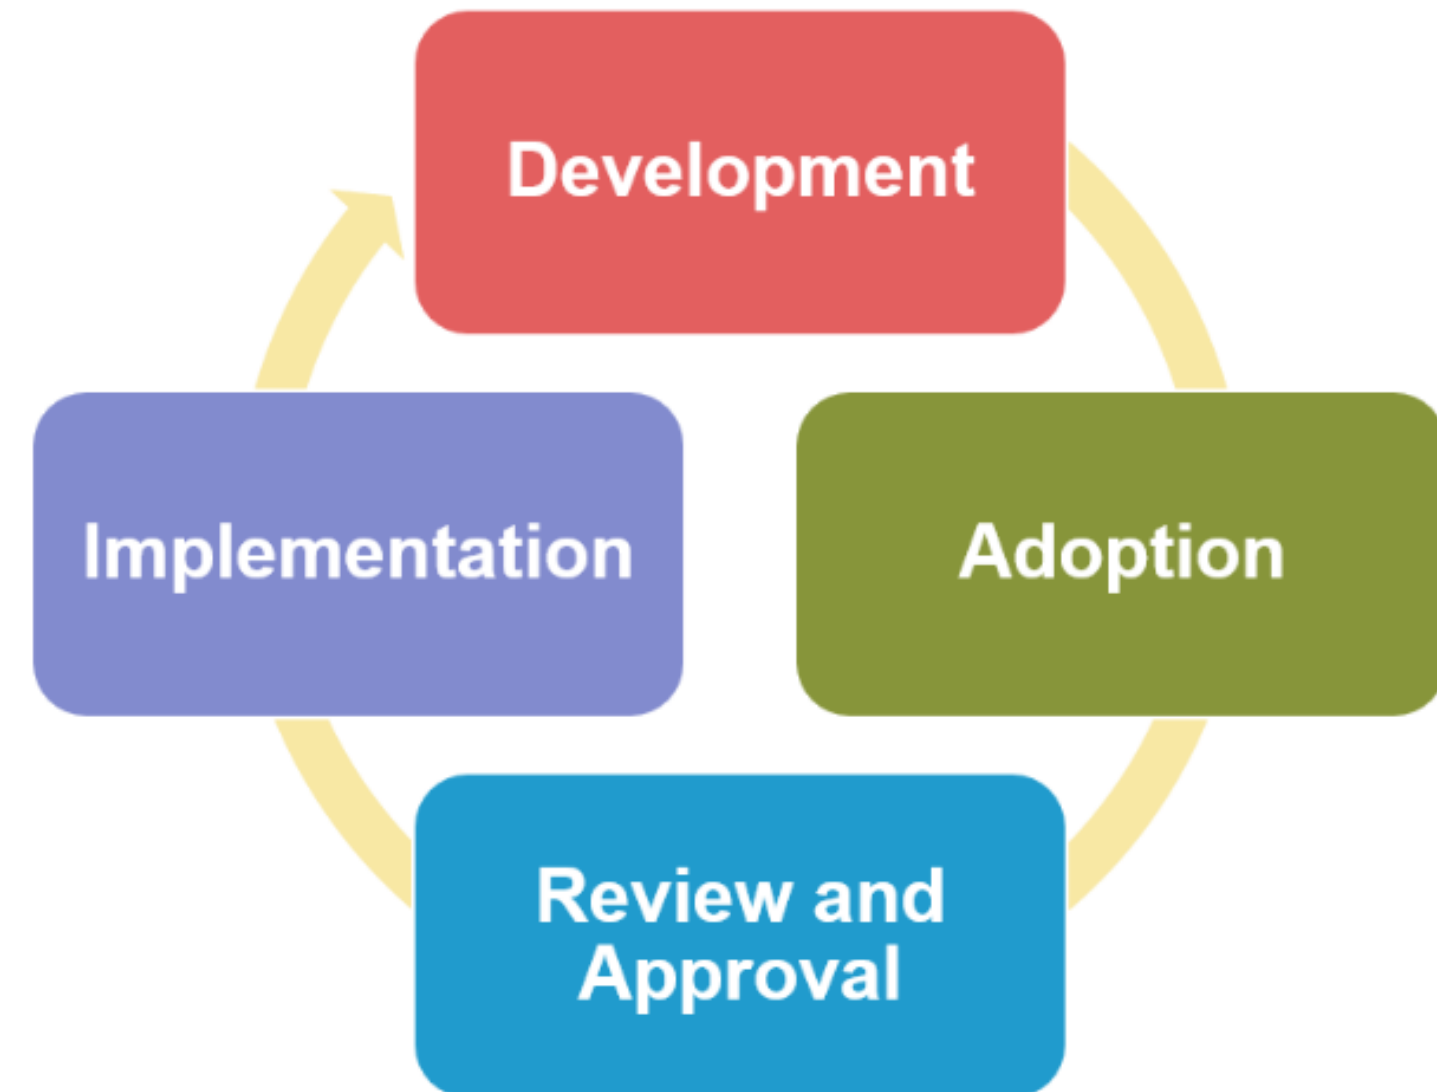 Development
Implementation
Adoption
Review and
Approval